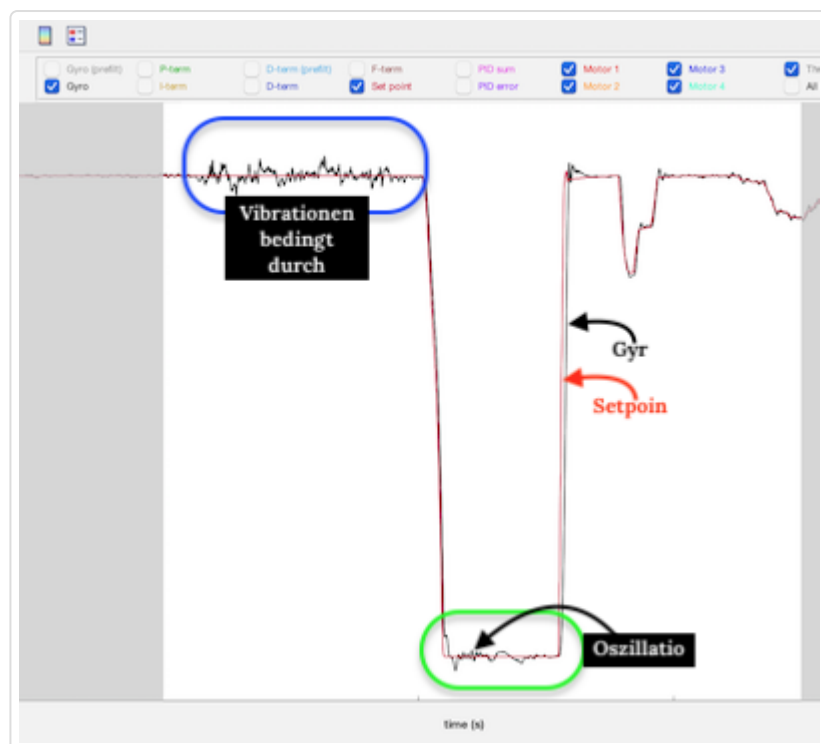 Gyro (prefilt) P-term D-term (prefilt) F-term PID sum Motor 1 Motor 3 The
Gyro I-term D-term Set point PID error Motor 2 Motor 4 All
Vibrationen
bedingt
durch
Gyr
Setpoin
Oszillatio
time (s)